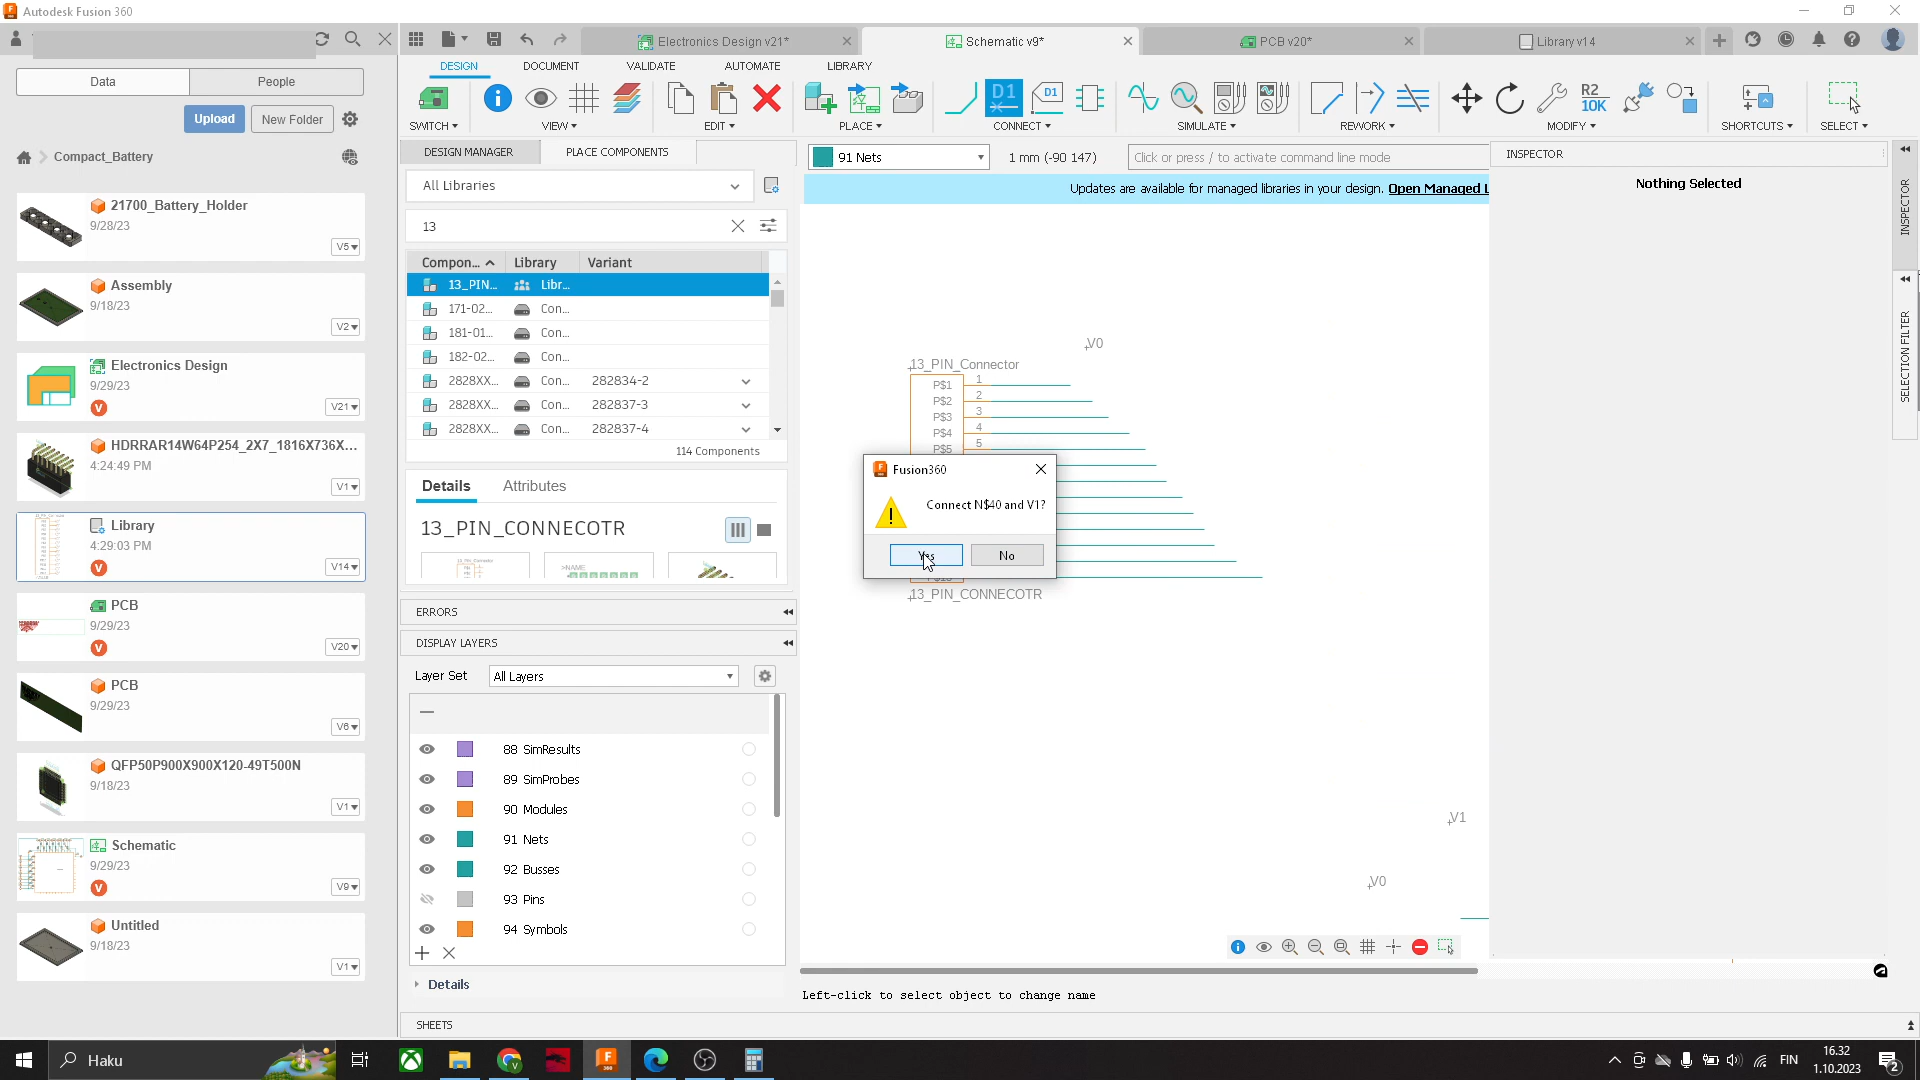 Autodesk Fusion 360
Electronics Design v21*
Schematic v9*
PCB v20*
Library v14
Data
People
DESIGN
DOCUMENT
VALIDATE
AUTOMATE
LIBRARY
Upload
New Folder
D1
D1
R2
10K
SWITCH
VIEW
EDIT
PLACE
CONNECT
SIMULATE
REWORK
MODIFY
SHORTCUTS
SELECT
Compact_Battery
DESIGN MANAGER
PLACE COMPONENTS
91 Nets
1 mm (-90 147)
Click or press / to activate command line mode
INSPECTOR
All Libraries
Updates are available for managed libraries in your design. Open Managed L
Nothing Selected
INSPECTOR
SELECTION FILTER
13
Compon...
Library
Variant
13_PIN...
Libr...
171-02...
Con...
181-01...
Con...
182-02...
Con...
2828XX...
Con...
282834-2
2828XX...
Con...
282837-3
2828XX...
Con...
282837-4
114 Components
Details
Attributes
13_PIN_CONNECOTR
13_PIN_Connector
>NAME
ERRORS
DISPLAY LAYERS
Layer Set
All Layers
88 SimResults
89 SimProbes
90 Modules
91 Nets
92 Busses
93 Pins
94 Symbols
Details
SHEETS
21700_Battery_Holder
9/28/23
V5
Assembly
9/18/23
V2
Electronics Design
9/29/23
V
V21
HDRRAR14W64P254_2X7_1816X736X...
4:24:49 PM
V1
Library
4:29:03 PM
V
V14
PCB
9/29/23
V
V20
PCB
9/29/23
V6
QFP50P900X900X120-49T500N
9/18/23
V1
Schematic
9/29/23
V
V9
Untitled
9/18/23
V1
V0
13_PIN_Connector
P$1
1
P$2
2
P$3
3
P$4
4
P$5
5
13_PIN_CONNECOTR
V1
V0
Fusion360
Connect N$40 and V1?
Yes
No
Left-click to select object to change name
Haku
FIN
16.32
1.10.2023
2